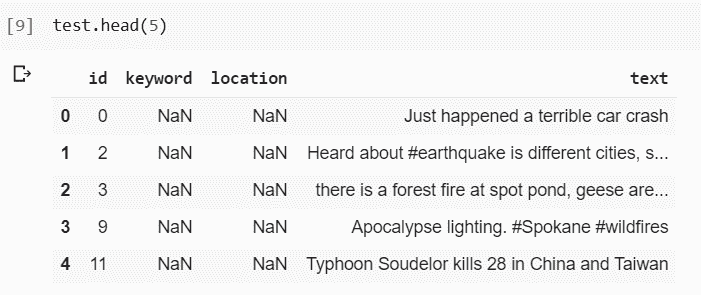 [9] test.head(5)
id keyword location text
0 0 NaN NaN Just happened a terrible car crash
1 2 NaN NaN Heard about #earthquake is different cities, s...
2 3 NaN NaN there is a forest fire at spot pond, geese are...
3 9 NaN NaN Apocalypse lighting. #Spokane #wildfires
4 11 NaN NaN Typhoon Soudelor kills 28 in China and Taiwan